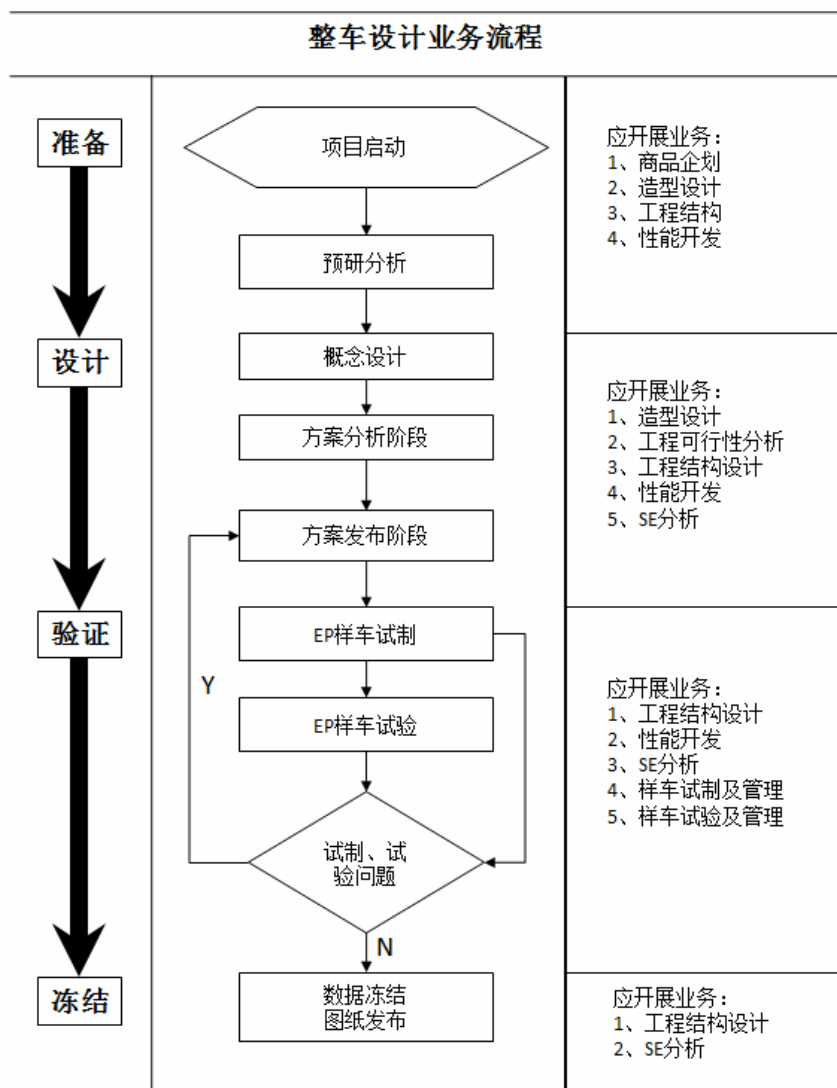 整车设计业务流程
准备
项目启动
应开展业务：
1、商品企划
2、造型设计
3、工程结构
4、性能开发
预研分析
设计
概念设计
方案分析阶段
方案发布阶段
应开展业务：
1、造型设计
2、工程可行性分析
3、工程结构设计
4、性能开发
5、SE分析
验证
EP样车试制
Y
EP样车试验
试制、试
验问题
N
应开展业务：
1、工程结构设计
2、性能开发
3、SE分析
4、样车试制及管理
5、样车试验及管理
冻结
数据冻结
图纸发布
应开展业务：
1、工程结构设计
2、SE分析